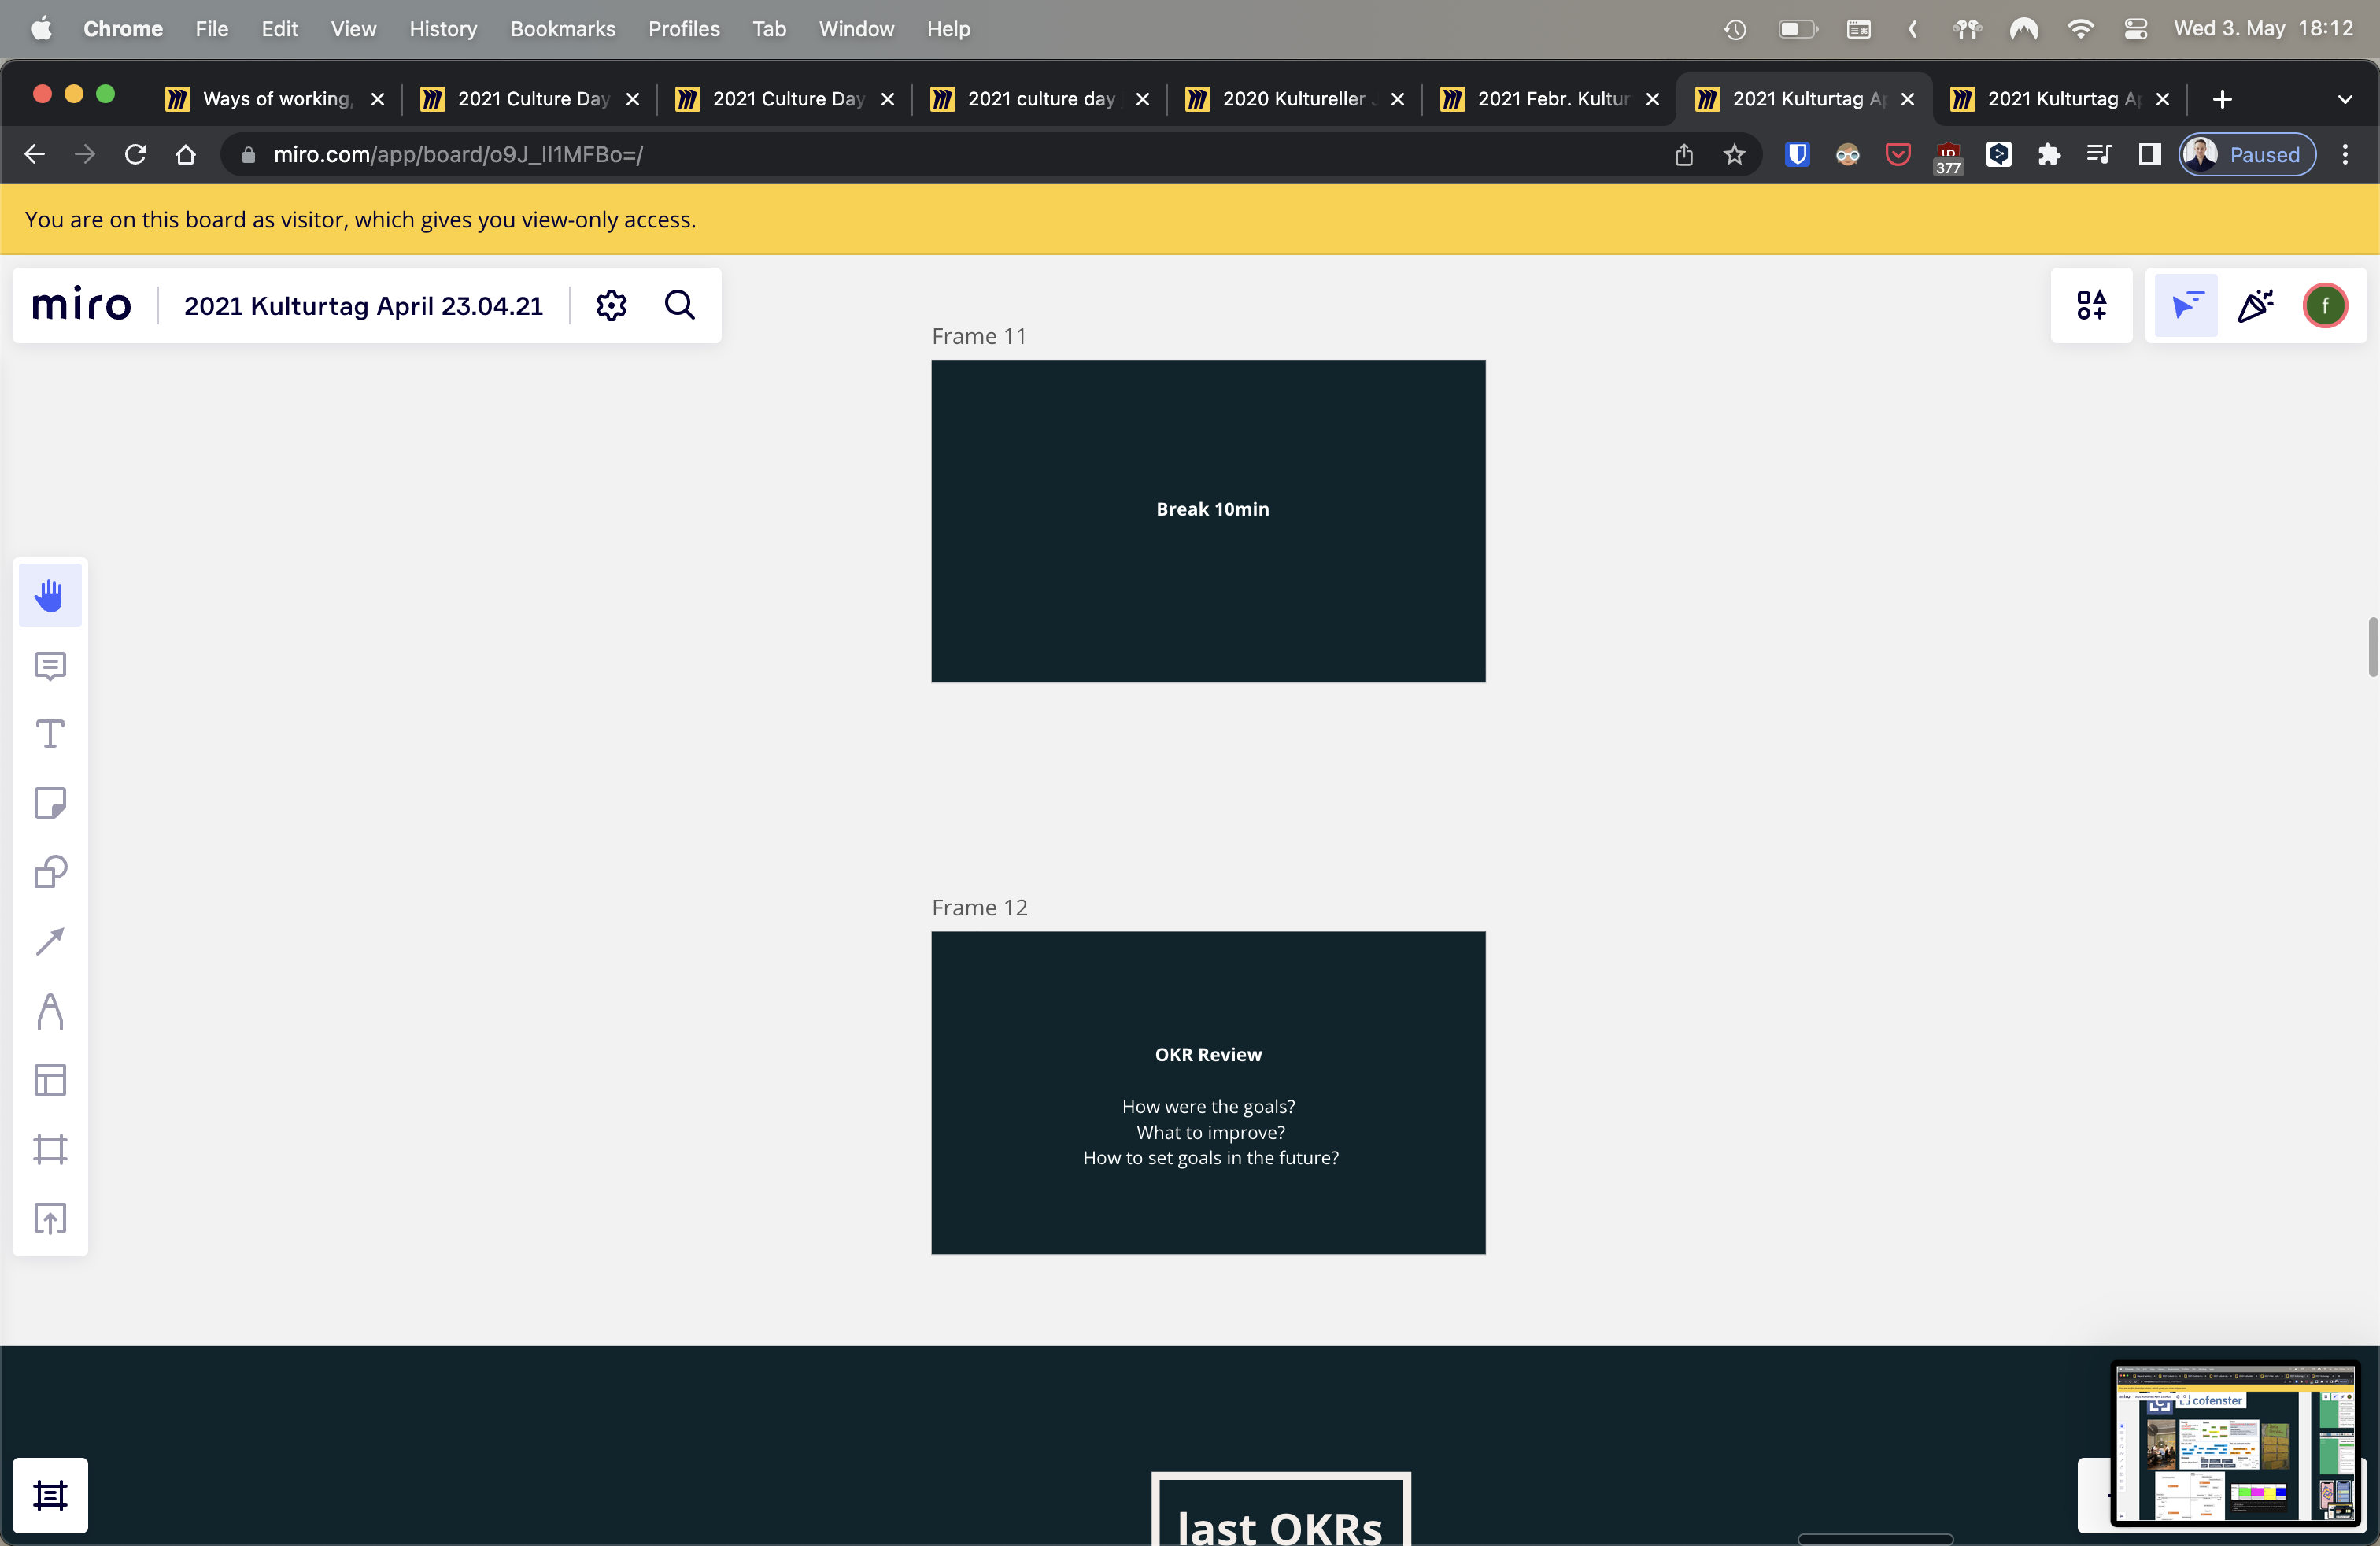 Chrome File Edit View History Bookmarks Profiles Tab Window Help Wed 3. May 18:12
Ways of working, 2021 Culture Day 2021 Culture Day 2021 culture day 2020 Kultureller 2021 Febr. Kultur 2021 Kulturtag Ap 2021 Kulturtag Ap
miro.com/app/board/o9J_lI1MFBo=/ 377 Paused
You are on this board as visitor, which gives you view-only access.
miro 2021 Kulturtag April 23.04.21 f
Frame 11
Break 10min
Frame 12
OKR Review
How were the goals?
What to improve?
How to set goals in the future?
cofenster
last OKRs